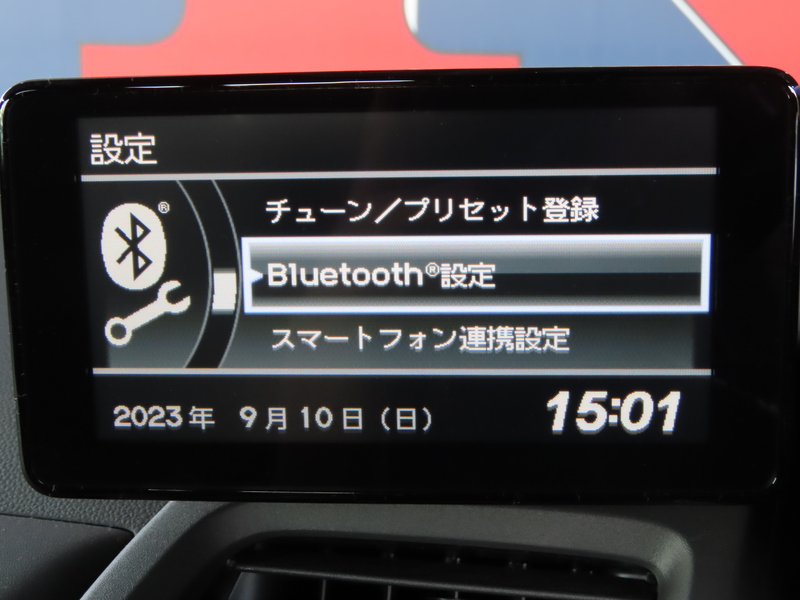 設定
チューン／プリセット登録
Bluetooth®設定
スマートフォン連携設定
2023年 9月10日（日） 15:01